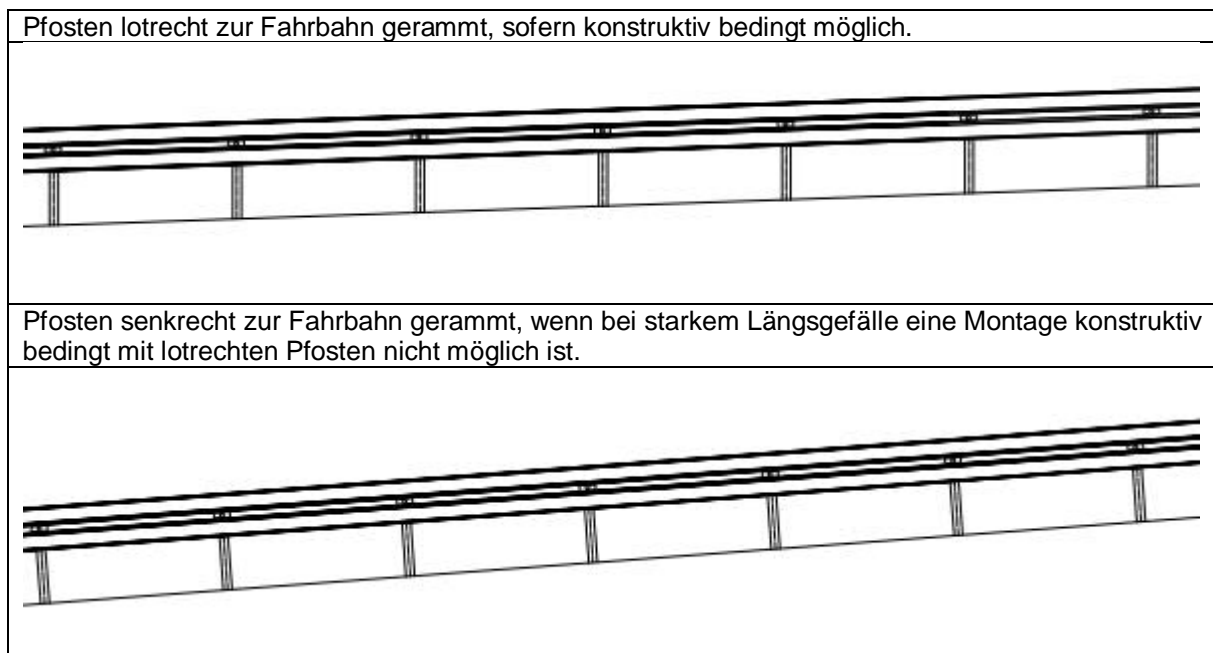 Pfosten lotrecht zur Fahrbahn gerammt, sofern konstruktiv bedingt möglich.
Pfosten senkrecht zur Fahrbahn gerammt, wenn bei starkem Längsgefälle eine Montage konstruktiv
bedingt mit lotrechten Pfosten nicht möglich ist.